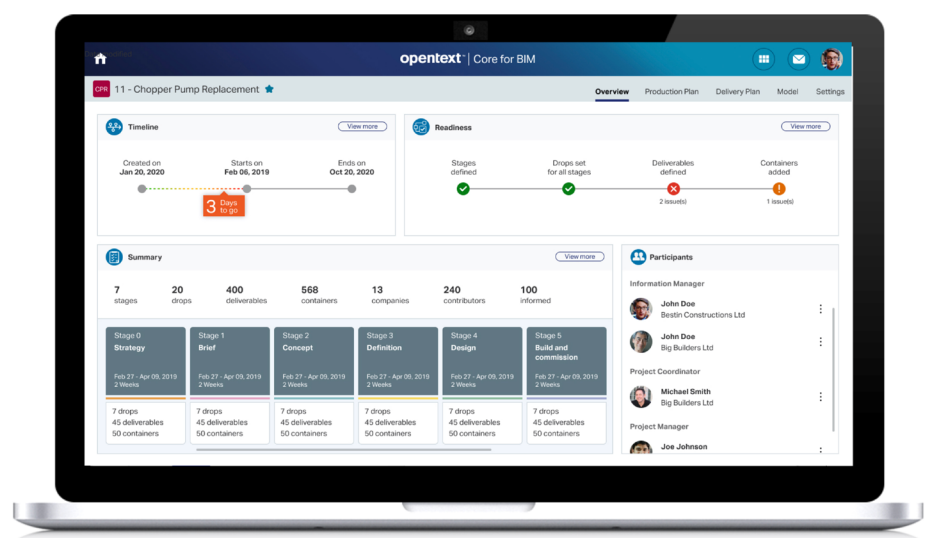 opentext™ | Core for BIM
CPR 11 - Chopper Pump Replacement
Overview Production Plan Delivery Plan Model Settings
Timeline View more
Created on Starts on Ends on
Jan 20, 2020 Feb 06, 2019 Oct 20, 2020
3 Days
to go
Readiness View more
Stages Drops set Deliverables Containers
defined for all stages defined added
2 issue(s) 1 issue(s)
Summary View more
7 20 400 568 13 240 100
stages drops deliverables containers companies contributors informed
Stage 0 Stage 1 Stage 2 Stage 3 Stage 4 Stage 5
Strategy Brief Concept Definition Design Build and
commission
Feb 27 - Apr 09, 2019 Feb 27 - Apr 09, 2019 Feb 27 - Apr 09, 2019 Feb 27 - Apr 09, 2019 Feb 27 - Apr 09, 2019 Feb 27 - Apr 09, 2019
2 Weeks 2 Weeks 2 Weeks 2 Weeks 2 Weeks 2 Weeks
7 drops 7 drops 7 drops 7 drops 7 drops 7 drops
45 deliverables 45 deliverables 45 deliverables 45 deliverables 45 deliverables 45 deliverables
50 containers 50 containers 50 containers 50 containers 50 containers 50 containers
Participants
Information Manager
John Doe
Bestin Constructions Ltd
John Doe
Big Builders Ltd
Project Coordinator
Michael Smith
Big Builders Ltd
Project Manager
Joe Johnson